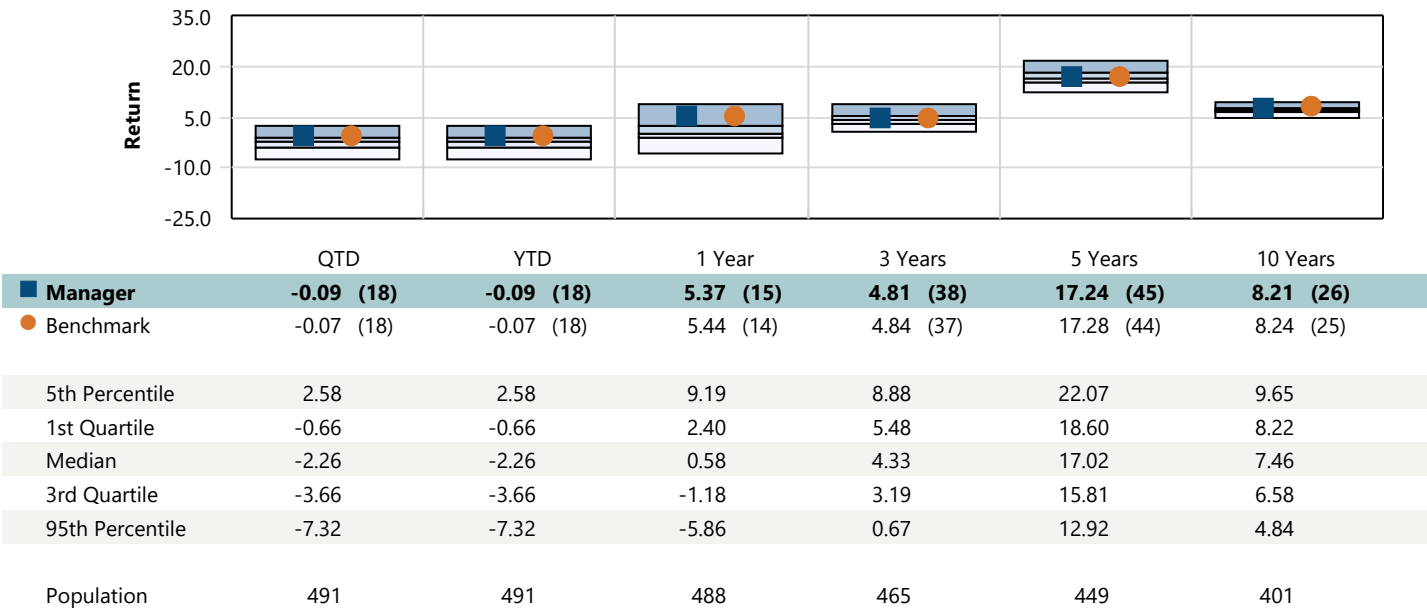 35.0
20.0
5.0
-10.0
-25.0
Return
QTD YTD 1 Year 3 Years 5 Years 10 Years
Manager -0.09 (18) -0.09 (18) 5.37 (15) 4.81 (38) 17.24 (45) 8.21 (26)
Benchmark -0.07 (18) -0.07 (18) 5.44 (14) 4.84 (37) 17.28 (44) 8.24 (25)
5th Percentile 2.58 2.58 9.19 8.88 22.07 9.65
1st Quartile -0.66 -0.66 2.40 5.48 18.60 8.22
Median -2.26 -2.26 0.58 4.33 17.02 7.46
3rd Quartile -3.66 -3.66 -1.18 3.19 15.81 6.58
95th Percentile -7.32 -7.32 -5.86 0.67 12.92 4.84
Population 491 491 488 465 449 401